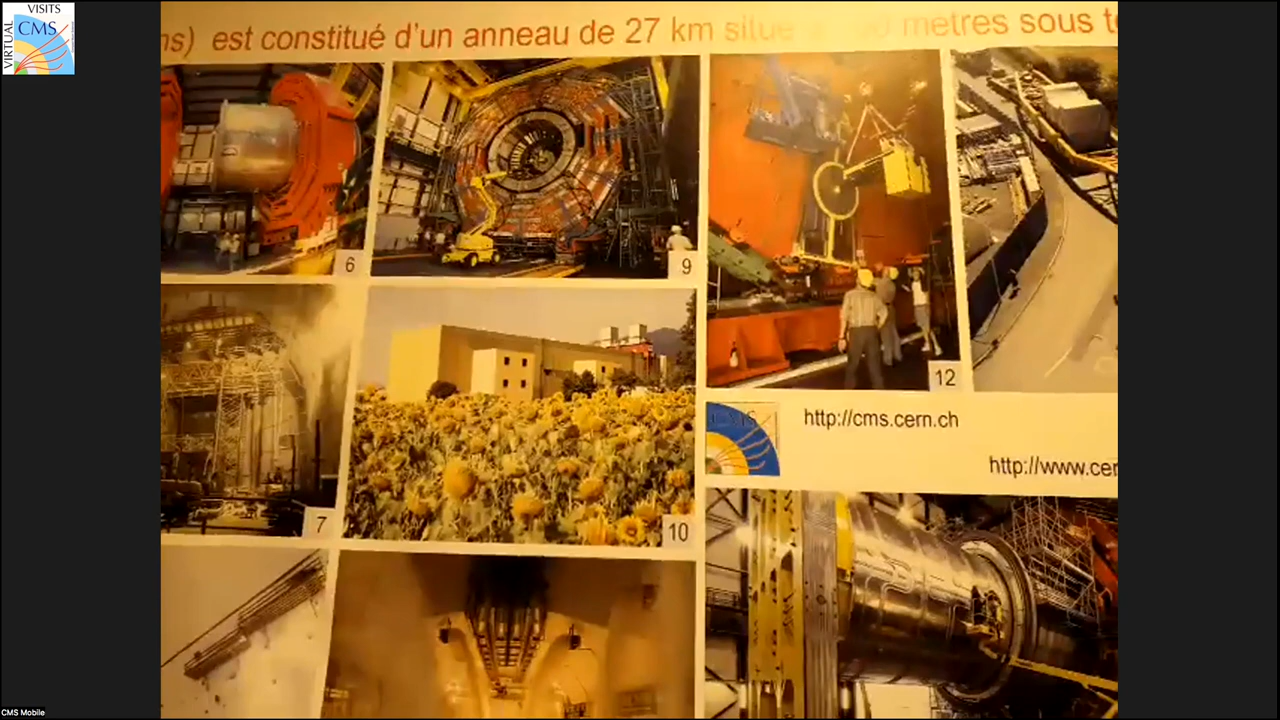 VIRTUAL
VISITS
CMS
ns) est constitué d'un anneau de 27 km situé metres sous t
6
9
12
7
10
http://cms.cern.ch
http://www.cer
CMS Mobile